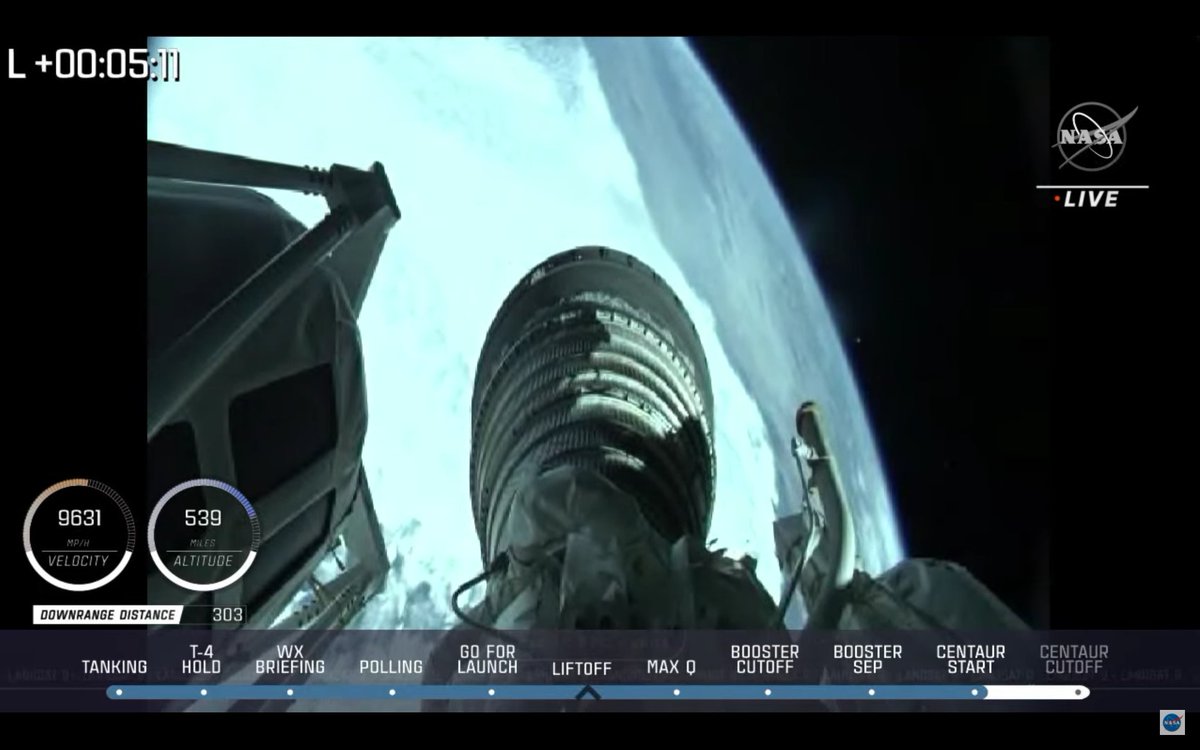 L +00:05:11
NASA
LIVE
9631
MP/H
VELOCITY
539
MILES
ALTITUDE
DOWNRANGE DISTANCE 303
TANKING
T-4
HOLD
WX
BRIEFING
POLLING
GO FOR
LAUNCH
LIFTOFF
MAX Q
BOOSTER
CUTOFF
BOOSTER
SEP
CENTAUR
START
CENTAUR
CUTOFF
NASA